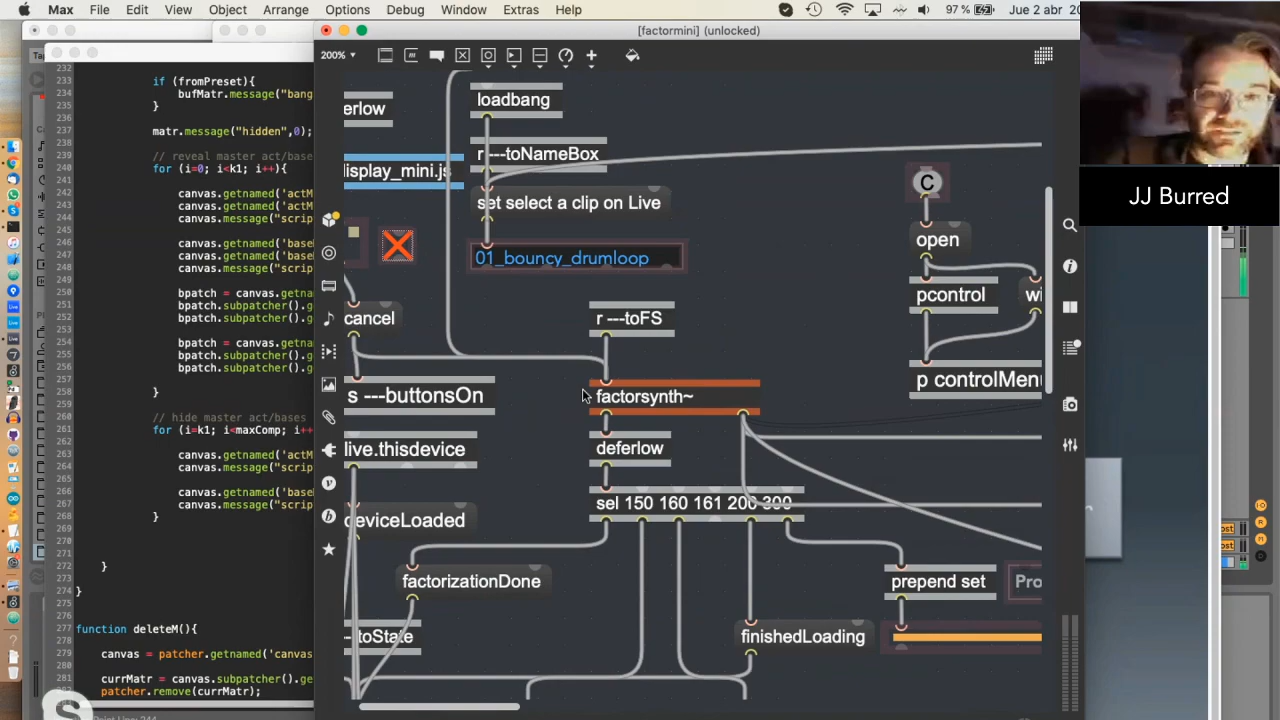 Max File Edit View Object Arrange Options Debug Window Extras Help
97 % Jue 2 abr
[factormini] (unlocked)
200%
232
233 if (fromPreset){
234 bufMatr.message("bang
235 }
236
237 matr.message("hidden",0);
238
239 // reveal master act/base
240 for (i=0; i<k1; i++){
241
242 canvas.getnamed('actM
243 canvas.getnamed('actM
244 canvas.message("scrip
245
246 canvas.getnamed('base
247 canvas.getnamed('base
248 canvas.message("scrip
249
250 bpatch = canvas.getna
251 bpatch.subpatcher().g
252 bpatch.subpatcher().g
253
254 bpatch = canvas.getna
255 bpatch.subpatcher().g
256 bpatch.subpatcher().g
257
258 }
259
260 // hide master act/bases
261 for (i=k1; i<maxComp; i++
262
263 canvas.getnamed('actM
264 canvas.message("scrip
265
266 canvas.getnamed('base
267 canvas.message("scrip
268 }
269
270
271
272 }
273
274 }
275
276
277 function deleteM(){
278
279 canvas = patcher.getnamed('canvas
280
281 currMatr = canvas.subpatcher().ge
patcher.remove(currMatr);
erlow
isplay_mini.js
cancel
s ---buttonsOn
live.thisdevice
deviceLoaded
factorizationDone
toState
loadbang
r ---toNameBox
set select a clip on Live
01_bouncy_drumloop
r ---toFS
factorsynth~
deferlow
sel 150 160 161 200 300
finishedLoading
prepend set
Pro
C
open
pcontrol
wi
p controlMenu
JJ Burred